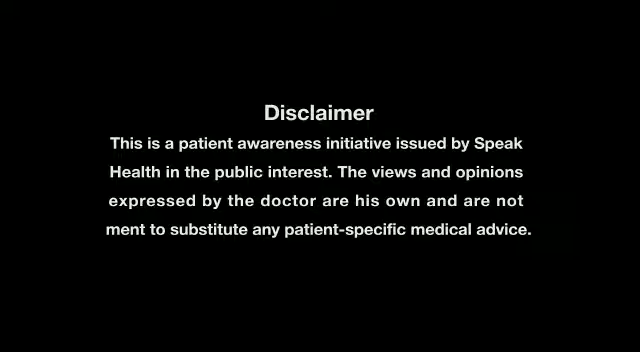 Disclaimer
This is a patient awareness initiative issued by Speak
Health in the public interest. The views and opinions
expressed by the doctor are his own and are not
ment to substitute any patient-specific medical advice.